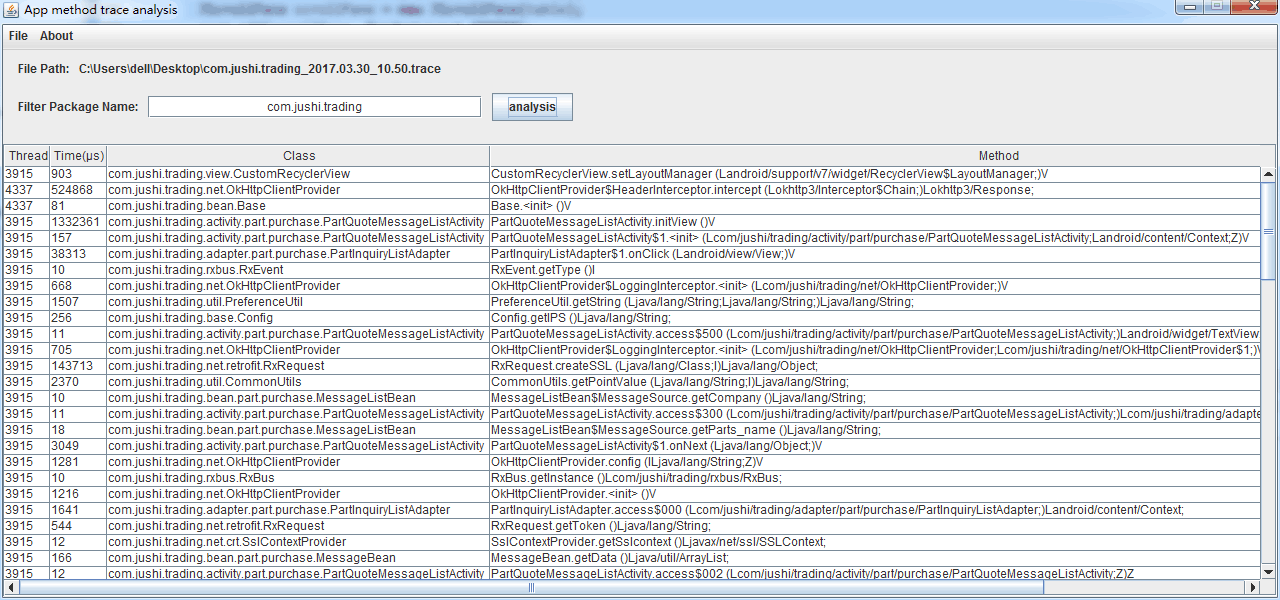 App method trace analysis
File About
File Path: C:\Users\dell\Desktop\com.jushi.trading_2017.03.30_10.50.trace
Filter Package Name: com.jushi.trading analysis
Thread Time(μs) Class Method
3915 903 com.jushi.trading.view.CustomRecyclerView CustomRecyclerView.setLayoutManager (Landroid/support/v7/widget/RecyclerView$LayoutManager;)V
4337 524868 com.jushi.trading.net.OkHttpClientProvider OkHttpClientProvider$HeaderInterceptor.intercept (Lokhttp3/Interceptor$Chain;)Lokhttp3/Response;
4337 81 com.jushi.trading.bean.Base Base.<init> ()V
3915 1332361 com.jushi.trading.activity.part.purchase.PartQuoteMessageListActivity PartQuoteMessageListActivity.initView ()V
3915 157 com.jushi.trading.activity.part.purchase.PartQuoteMessageListActivity PartQuoteMessageListActivity$1.<init> (Lcom/jushi/trading/activity/part/purchase/PartQuoteMessageListActivity;Landroid/content/Context;Z)V
3915 38313 com.jushi.trading.adapter.part.purchase.PartInquiryListAdapter PartInquiryListAdapter$1.onClick (Landroid/view/View;)V
3915 10 com.jushi.trading.rxbus.RxEvent RxEvent.getType ()I
3915 668 com.jushi.trading.net.OkHttpClientProvider OkHttpClientProvider$LoggingInterceptor.<init> (Lcom/jushi/trading/net/OkHttpClientProvider;)V
3915 1507 com.jushi.trading.util.PreferenceUtil PreferenceUtil.getString (Ljava/lang/String;Ljava/lang/String;)Ljava/lang/String;
3915 256 com.jushi.trading.base.Config Config.getIPS ()Ljava/lang/String;
3915 11 com.jushi.trading.activity.part.purchase.PartQuoteMessageListActivity PartQuoteMessageListActivity.access$500 (Lcom/jushi/trading/activity/part/purchase/PartQuoteMessageListActivity;)Landroid/widget/TextView
3915 705 com.jushi.trading.net.OkHttpClientProvider OkHttpClientProvider$LoggingInterceptor.<init> (Lcom/jushi/trading/net/OkHttpClientProvider;Lcom/jushi/trading/net/OkHttpClientProvider$1;)V
3915 143713 com.jushi.trading.net.retrofit.RxRequest RxRequest.createSSL (Ljava/lang/Class;I)Ljava/lang/Object;
3915 2370 com.jushi.trading.util.CommonUtils CommonUtils.getPointValue (Ljava/lang/String;I)Ljava/lang/String;
3915 10 com.jushi.trading.bean.part.purchase.MessageListBean MessageListBean$MessageSource.getCompany ()Ljava/lang/String;
3915 11 com.jushi.trading.activity.part.purchase.PartQuoteMessageListActivity PartQuoteMessageListActivity.access$300 (Lcom/jushi/trading/activity/part/purchase/PartQuoteMessageListActivity;)Lcom/jushi/trading/adapte
3915 18 com.jushi.trading.bean.part.purchase.MessageListBean MessageListBean$MessageSource.getParts_name ()Ljava/lang/String;
3915 3049 com.jushi.trading.activity.part.purchase.PartQuoteMessageListActivity PartQuoteMessageListActivity$1.onNext (Ljava/lang/Object;)V
3915 1281 com.jushi.trading.net.OkHttpClientProvider OkHttpClientProvider.config (ILjava/lang/String;Z)V
3915 10 com.jushi.trading.rxbus.RxBus RxBus.getInstance ()Lcom/jushi/trading/rxbus/RxBus;
3915 1216 com.jushi.trading.net.OkHttpClientProvider OkHttpClientProvider.<init> ()V
3915 1641 com.jushi.trading.adapter.part.purchase.PartInquiryListAdapter PartInquiryListAdapter.access$000 (Lcom/jushi/trading/adapter/part/purchase/PartInquiryListAdapter;)Landroid/content/Context;
3915 544 com.jushi.trading.net.retrofit.RxRequest RxRequest.getToken ()Ljava/lang/String;
3915 12 com.jushi.trading.net.crt.SslContextProvider SslContextProvider.getSslcontext ()Ljavax/net/ssl/SSLContext;
3915 166 com.jushi.trading.bean.part.purchase.MessageBean MessageBean.getData ()Ljava/util/ArrayList;
3915 12 com.jushi.trading.activity.part.purchase.PartQuoteMessageListActivity PartQuoteMessageListActivity.access$002 (Lcom/jushi/trading/activity/part/purchase/PartQuoteMessageListActivity;Z)Z